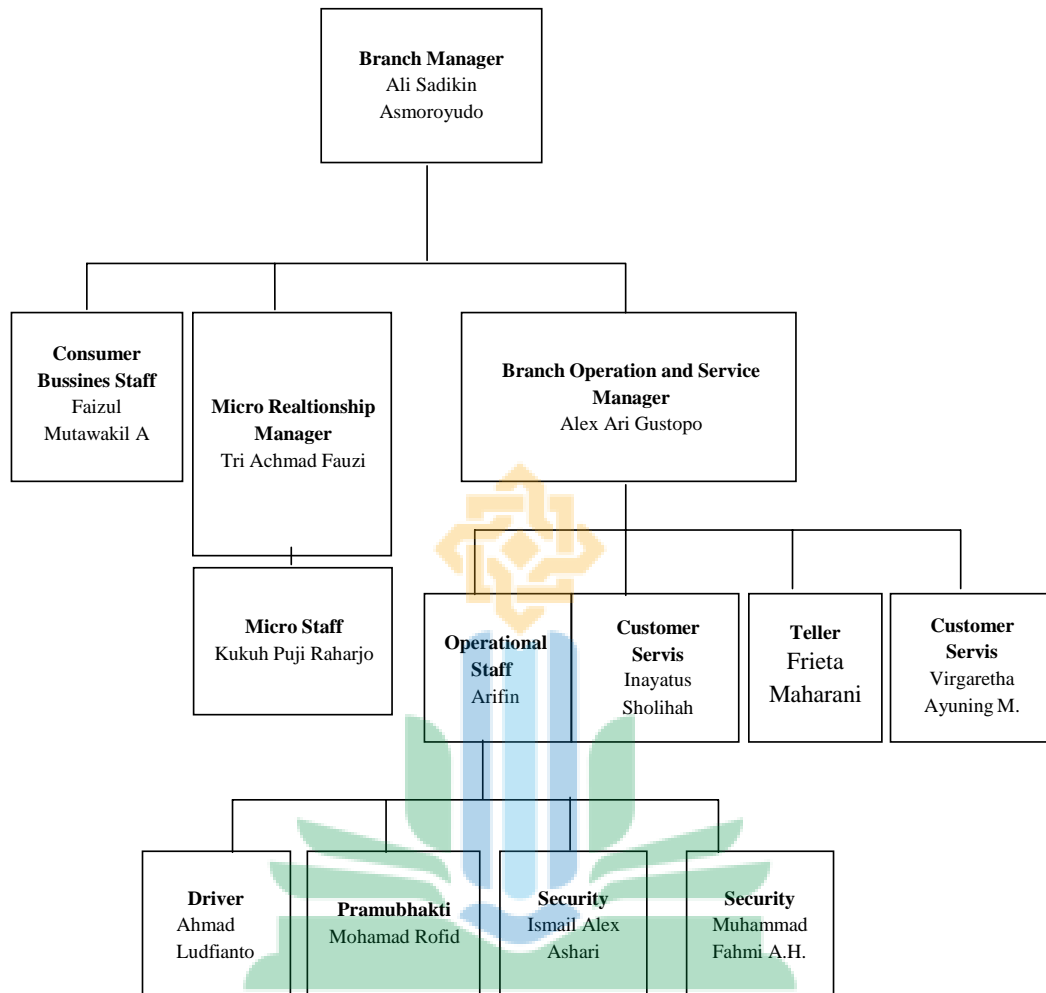 Branch Manager
Ali Sadikin
Asmoroyudo
Consumer
Bussines Staff
Faizul
Mutawakil A
Micro Realtionship
Manager
Tri Achmad Fauzi
Branch Operation and Service
Manager
Alex Ari Gustopo
Micro Staff
Kukuh Puji Raharjo
Operational
Staff
Arifin
Customer
Servis
Inayatus
Sholihah
Teller
Frieta
Maharani
Customer
Servis
Virgaretha
Ayuning M.
Driver
Ahmad
Ludfianto
Pramubhakti
Mohamad Rofid
Security
Ismail Alex
Ashari
Security
Muhammad
Fahmi A.H.